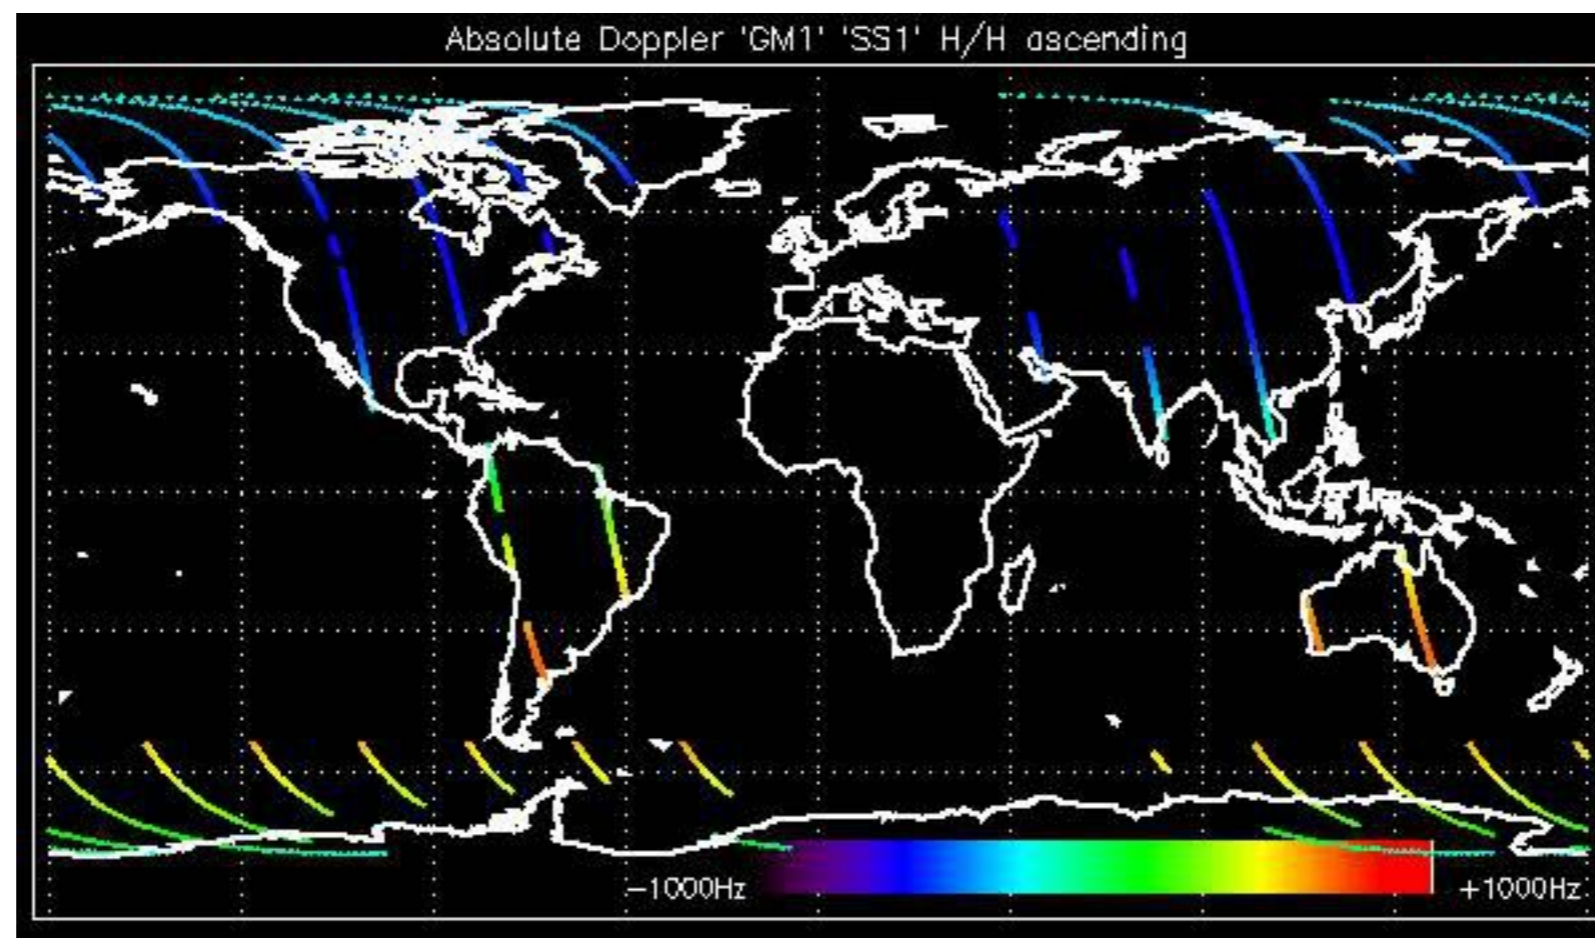 Absolute Doppler 'GM1' 'SS1' H/H ascending
-1000Hz
+1000Hz